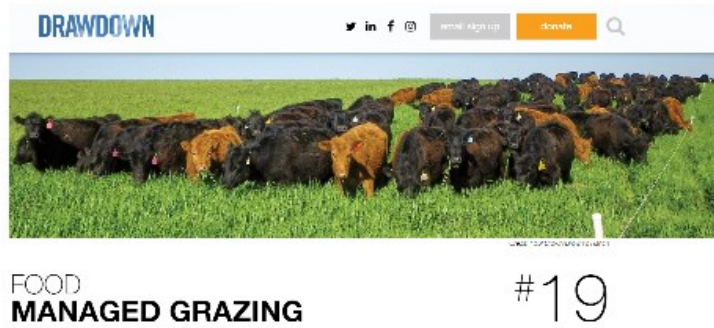 DRAWDOWN
email sign up donate
FOOD
MANAGED GRAZING
#19